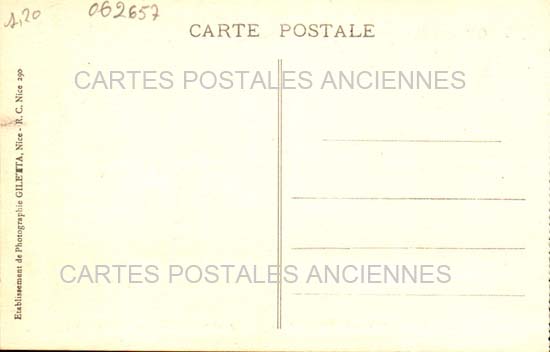 1,20
062657
CARTE POSTALE
CARTES POSTALES ANCIENNES
Etablissement de Photographie GILETTA, Nice - R. C. Nice 290
CARTES POSTALES ANCIENNES